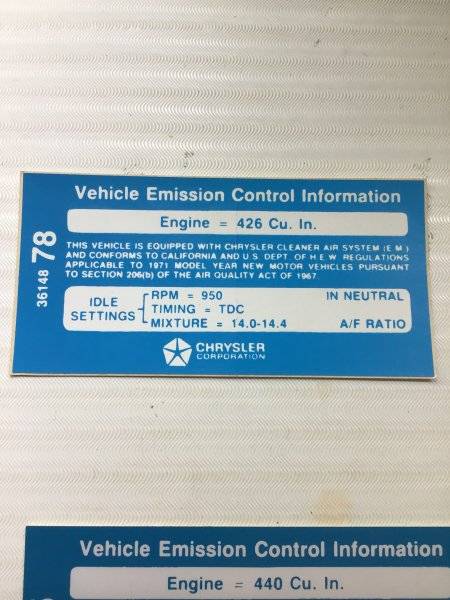 Vehicle Emission Control Information
Engine = 426 Cu. In.
THIS VEHICLE IS EQUIPPED WITH CHRYSLER CLEANER AIR SYSTEM (E M)
AND CONFORMS TO CALIFORNIA AND U S DEPT. OF H E W REGULATIONS
APPLICABLE TO 1971 MODEL YEAR NEW MOTOR VEHICLES PURSUANT
TO SECTION 206(b) OF THE AIR QUALITY ACT OF 1967
36148 78
IDLE SETTINGS
RPM = 950 IN NEUTRAL
TIMING = TDC
MIXTURE = 14.0-14.4 A/F RATIO
CHRYSLER
CORPORATION
Vehicle Emission Control Information
Engine = 440 Cu. In.